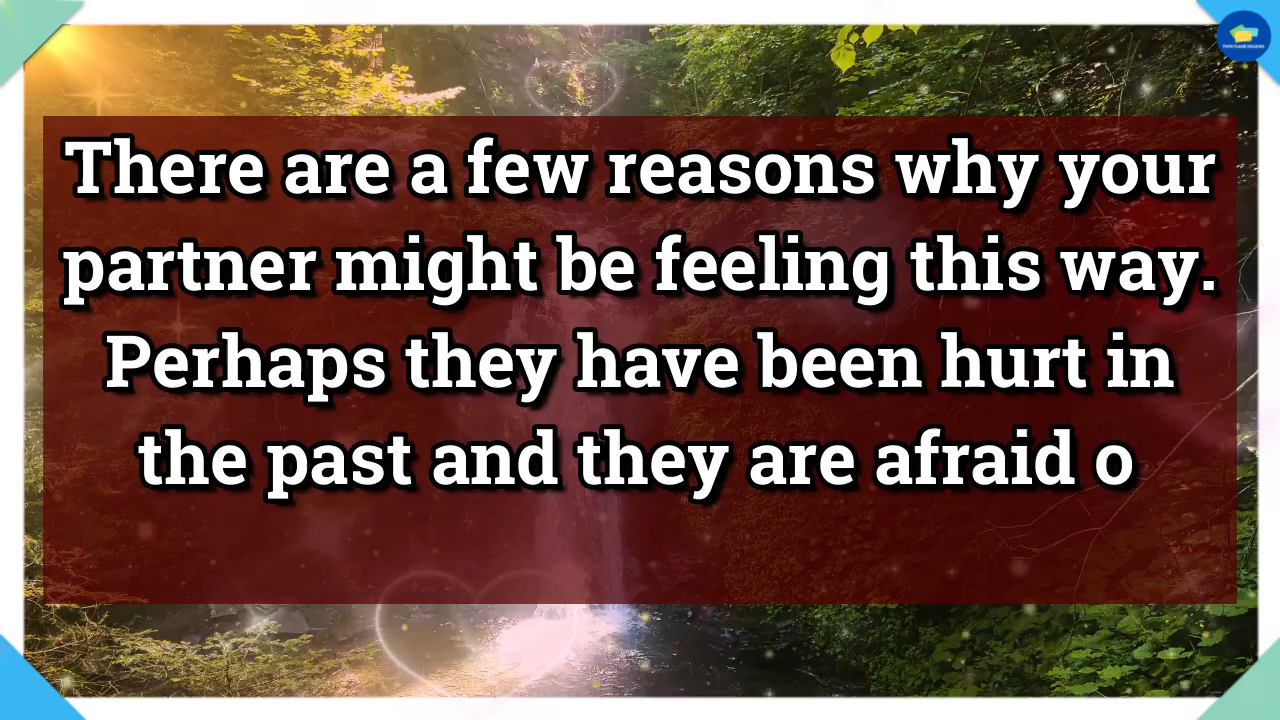 There are a few reasons why your
partner might be feeling this way.
Perhaps they have been hurt in
the past and they are afraid o